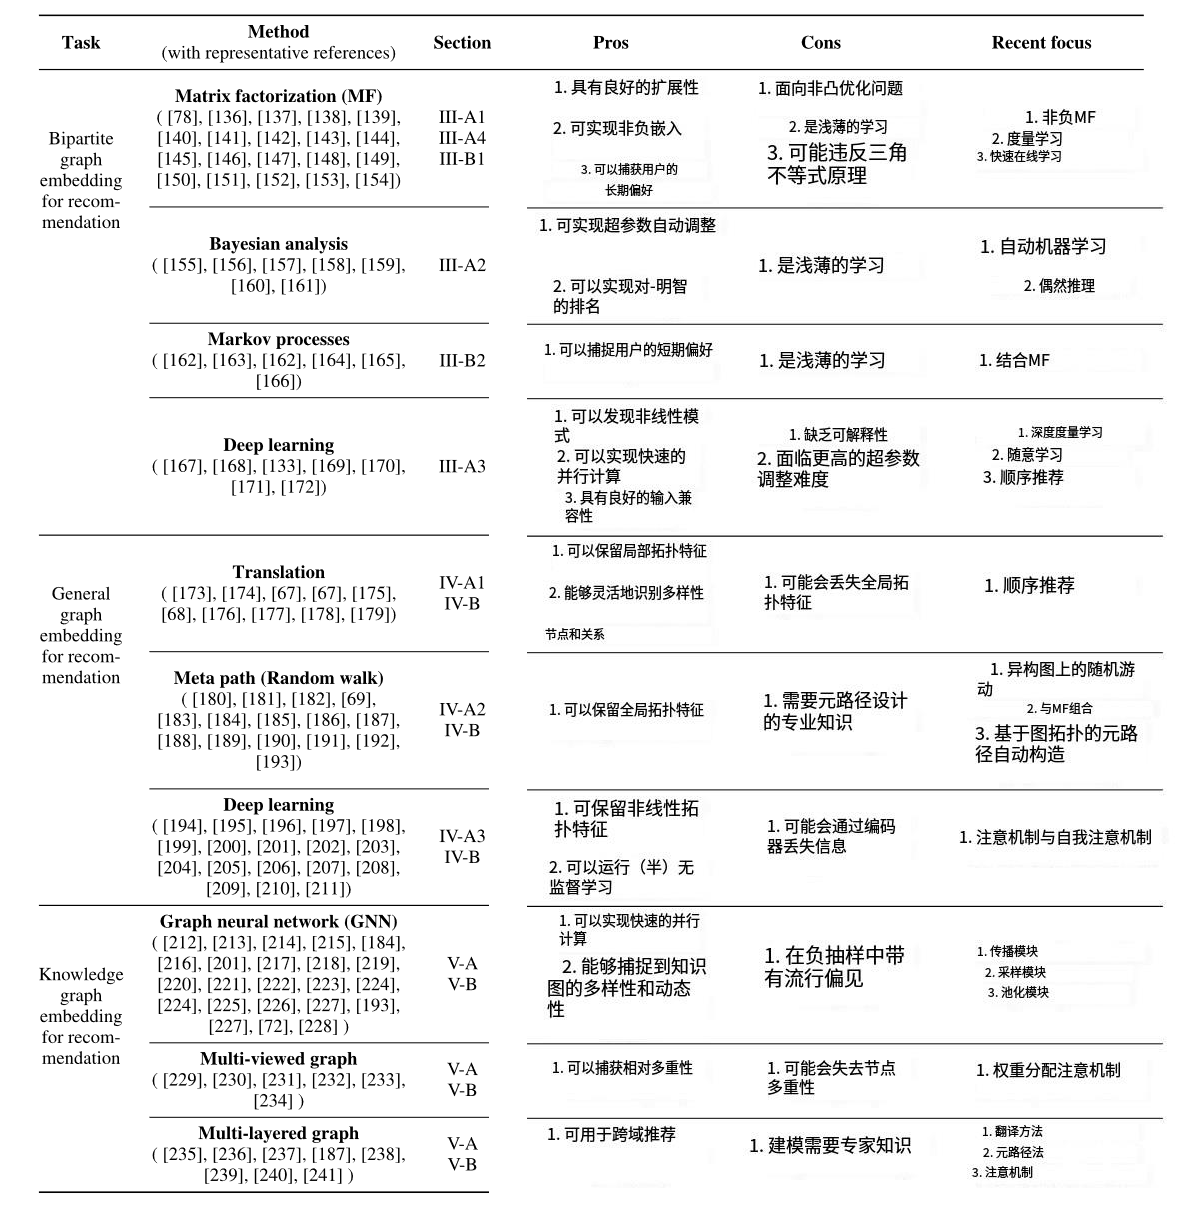 Task
Method
(with representative references)
Section
Pros
Cons
Recent focus
Bipartite
graph
embedding
for recom-
mendation
Matrix factorization (MF)
( [78], [136], [137], [138], [139],
[140], [141], [142], [143], [144],
[145], [146], [147], [148], [149],
[150], [151], [152], [153], [154])
III-A1
III-A4
III-B1
1. 具有良好的扩展性
2. 可实现非负嵌入
3. 可以捕获用户的
长期偏好
1. 面向非凸优化问题
2. 是浅薄的学习
3. 可能违反三角
不等式原理
1. 非负MF
2. 度量学习
3. 快速在线学习
Bayesian analysis
( [155], [156], [157], [158], [159],
[160], [161])
III-A2
1. 可实现超参数自动调整
2. 可以实现对-明智
的排名
1. 是浅薄的学习
1. 自动机器学习
2. 偶然推理
Markov processes
( [162], [163], [162], [164], [165],
[166])
III-B2
1. 可以捕捉用户的短期偏好
1. 是浅薄的学习
1. 结合MF
Deep learning
( [167], [168], [133], [169], [170],
[171], [172])
III-A3
1. 可以发现非线性模
式
2. 可以实现快速的
并行计算
3. 具有良好的输入兼
容性
1. 缺乏可解释性
2. 面临更高的超参数
调整难度
1. 深度度量学习
2. 随意学习
3. 顺序推荐
General
graph
embedding
for recom-
mendation
Translation
( [173], [174], [67], [67], [175],
[68], [176], [177], [178], [179])
IV-A1
IV-B
1. 可以保留局部拓扑特征
2. 能够灵活地识别多样性
节点和关系
1. 可能会丢失全局拓
扑特征
1. 顺序推荐
Meta path (Random walk)
( [180], [181], [182], [69],
[183], [184], [185], [186], [187],
[188], [189], [190], [191], [192],
[193])
IV-A2
IV-B
1. 可以保留全局拓扑特征
1. 需要元路径设计
的专业知识
1. 异构图上的随机游
动
2. 与MF组合
3. 基于图拓扑的元路
径自动构造
Deep learning
( [194], [195], [196], [197], [198],
[199], [200], [201], [202], [203],
[204], [205], [206], [207], [208],
[209], [210], [211])
IV-A3
IV-B
1. 可保留非线性拓
扑特征
2. 可以运行（半）无
监督学习
1. 可能会通过编码
器丢失信息
1. 注意机制与自我注意机制
Knowledge
graph
embedding
for recom-
mendation
Graph neural network (GNN)
( [212], [213], [214], [215], [184],
[216], [201], [217], [218], [219],
[220], [221], [222], [223], [224],
[224], [225], [226], [227], [193],
[227], [72], [228] )
V-A
V-B
1. 可以实现快速的并行
计算
2. 能够捕捉到知识
图的多样性和动态
性
1. 在负抽样中带
有流行偏见
1. 传播模块
2. 采样模块
3. 池化模块
Multi-viewed graph
( [229], [230], [231], [232], [233],
[234] )
V-A
V-B
1. 可以捕获相对多重性
1. 可能会失去节点
多重性
1. 权重分配注意机制
Multi-layered graph
( [235], [236], [237], [187], [238],
[239], [240], [241] )
V-A
V-B
1. 可用于跨域推荐
1. 建模需要专家知识
1. 翻译方法
2. 元路径法
3. 注意机制